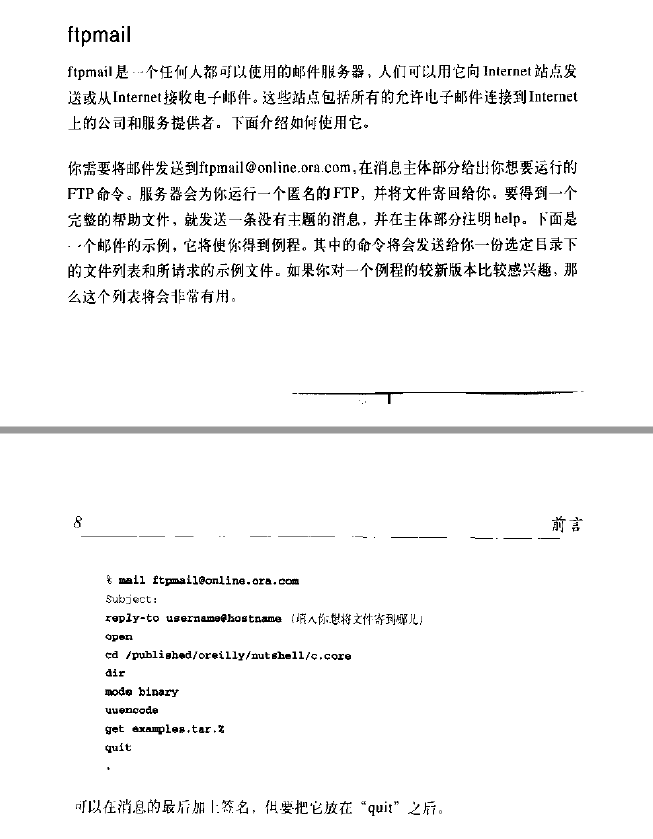 ftpmail
ftpmail是一个任何人都可以使用的邮件服务器，人们可以用它向Internet站点发
送或从Internet接收电子邮件。这些站点包括所有的允许电子邮件连接到Internet
上的公司和服务提供者。下面介绍如何使用它。
你需要将邮件发送到ftpmail@online.ora.com，在消息主体部分给出你想要运行的
FTP命令。服务器会为你运行一个匿名的FTP，并将文件寄回给你。要得到一个
完整的帮助文件，就发送一条没有主题的消息，并在主体部分注明help。下面是
一个邮件的示例，它将使你得到例程。其中的命令将会发送给你一份选定目录下
的文件列表和所请求的示例文件。如果你对一个例程的较新版本比较感兴趣，那
么这个列表将会非常有用。
8 前言
% mail ftpmail@online.ora.com
Subject:
reply-to username@hostname （填入你想将文件寄到哪儿）
open
cd /published/oreilly/nutshell/c.core
dir
mode binary
uuencode
get examples.tar.Z
quit
.
可以在消息的最后加上签名，但要把它放在“quit”之后。